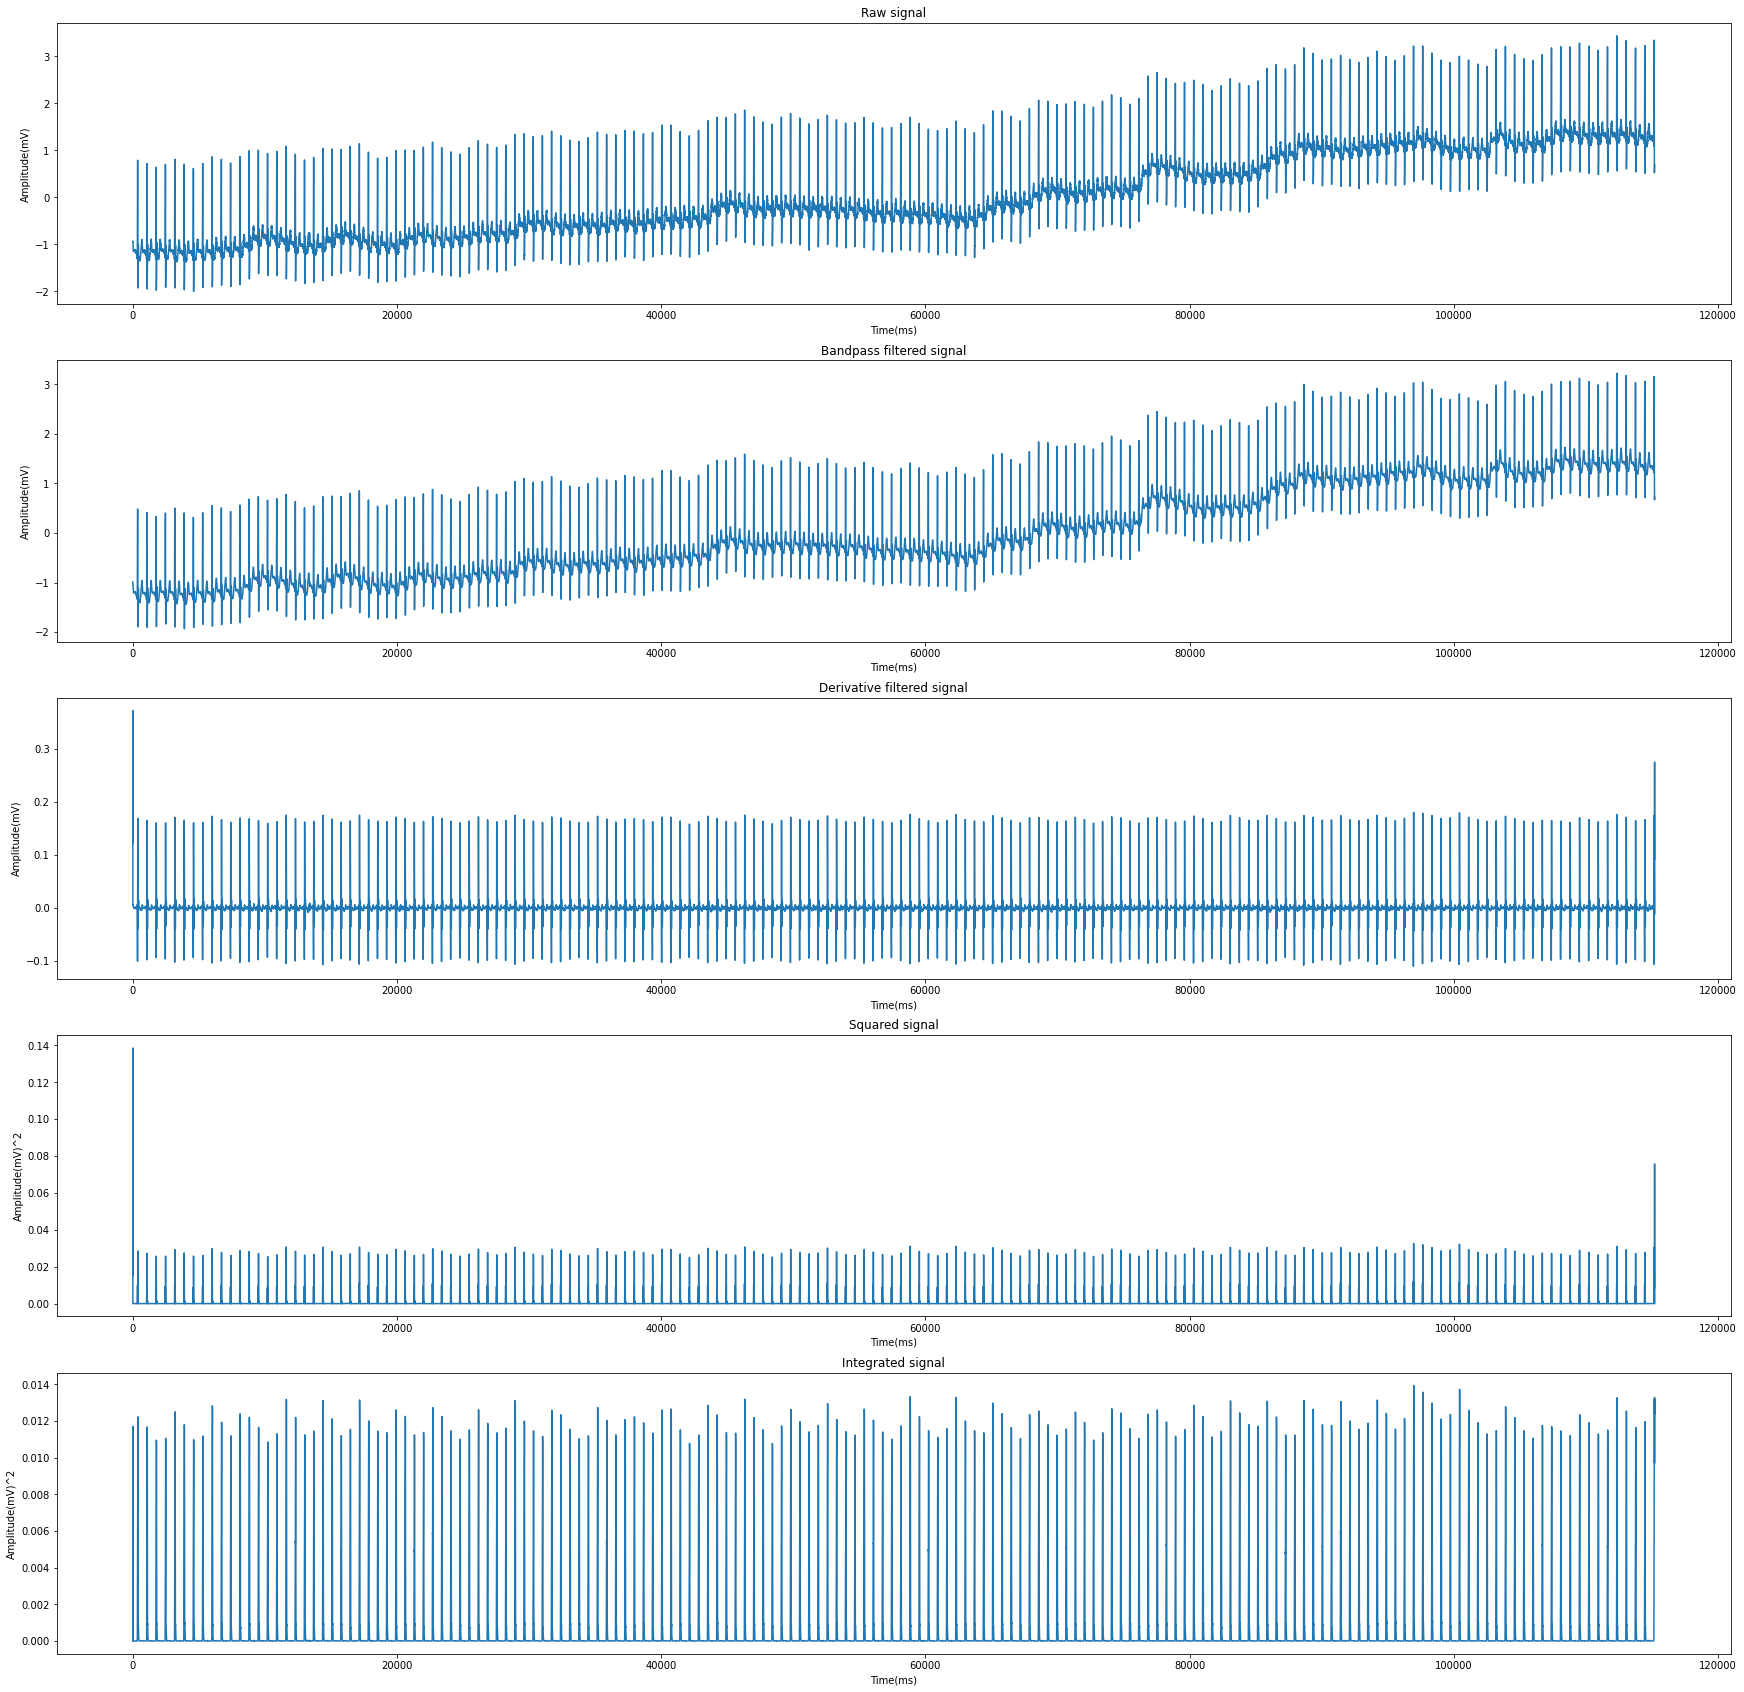 Raw signal
3
2
1
0
−1
−2
Amplitude(mV)
0 20000 40000 60000 80000 100000 120000
Time(ms)
Bandpass filtered signal
3
2
1
0
−1
−2
Amplitude(mV)
0 20000 40000 60000 80000 100000 120000
Time(ms)
Derivative filtered signal
0.3
0.2
0.1
0.0
−0.1
Amplitude(mV)
0 20000 40000 60000 80000 100000 120000
Time(ms)
Squared signal
0.14
0.12
0.10
0.08
0.06
0.04
0.02
0.00
Amplitude(mV)^2
0 20000 40000 60000 80000 100000 120000
Time(ms)
Integrated signal
0.014
0.012
0.010
0.008
0.006
0.004
0.002
0.000
Amplitude(mV)^2
0 20000 40000 60000 80000 100000 120000
Time(ms)